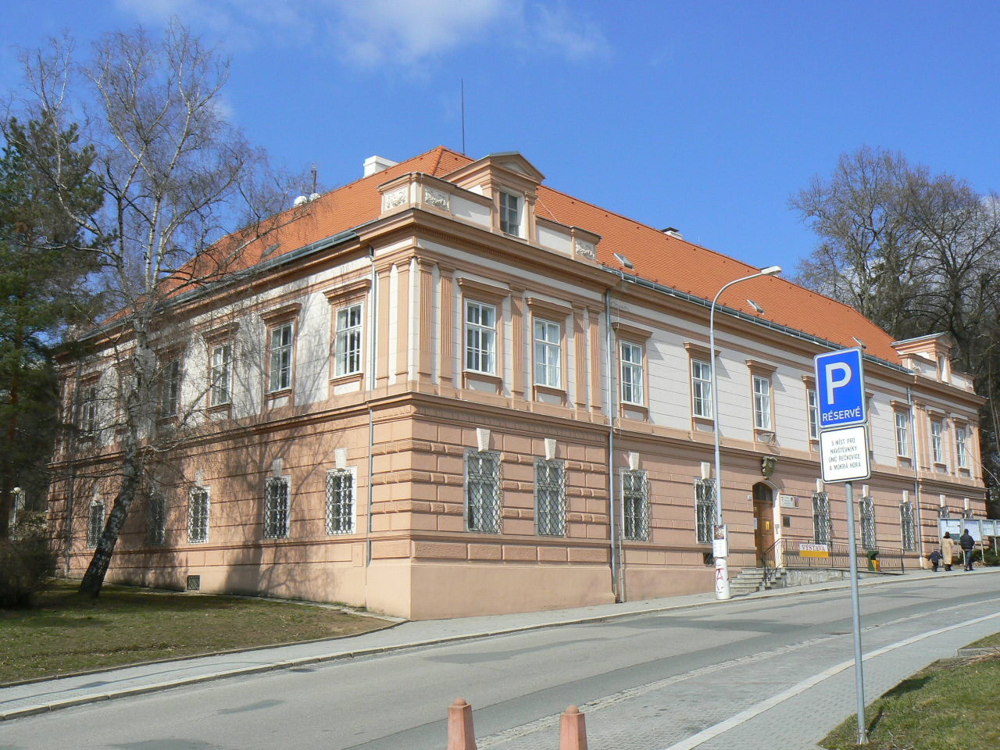 P
RÉSERVÉ
5 MÍST PRO
NÁVŠTĚVNÍKY
ÚMČ ŘEČKOVICE
A MOKRÁ HORA
VÝSTAVA